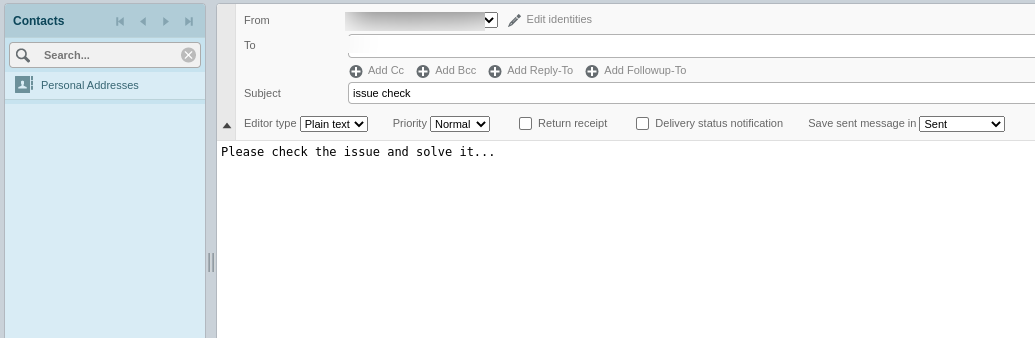 Contacts
Search...
Personal Addresses
From Edit identities
To
Add Cc Add Bcc Add Reply-To Add Followup-To
Subject issue check
Editor type Plain text Priority Normal Return receipt Delivery status notification Save sent message in Sent
Please check the issue and solve it...